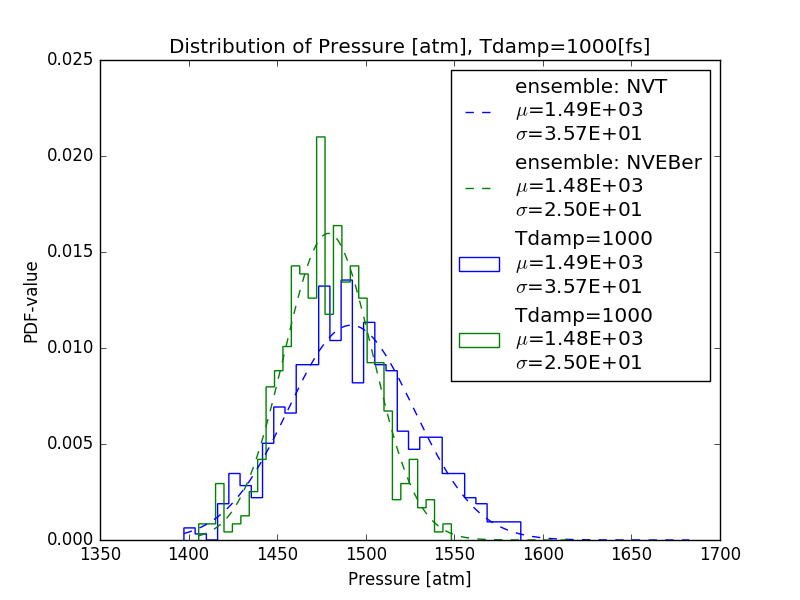 Distribution of Pressure [atm], Tdamp=1000[fs]
0.025
0.020
0.015
0.010
0.005
0.000
PDF-value
ensemble: NVT
μ=1.49E+03
σ=3.57E+01
ensemble: NVEBer
μ=1.48E+03
σ=2.50E+01
Tdamp=1000
μ=1.49E+03
σ=3.57E+01
Tdamp=1000
μ=1.48E+03
σ=2.50E+01
1350 1400 1450 1500 1550 1600 1650 1700
Pressure [atm]